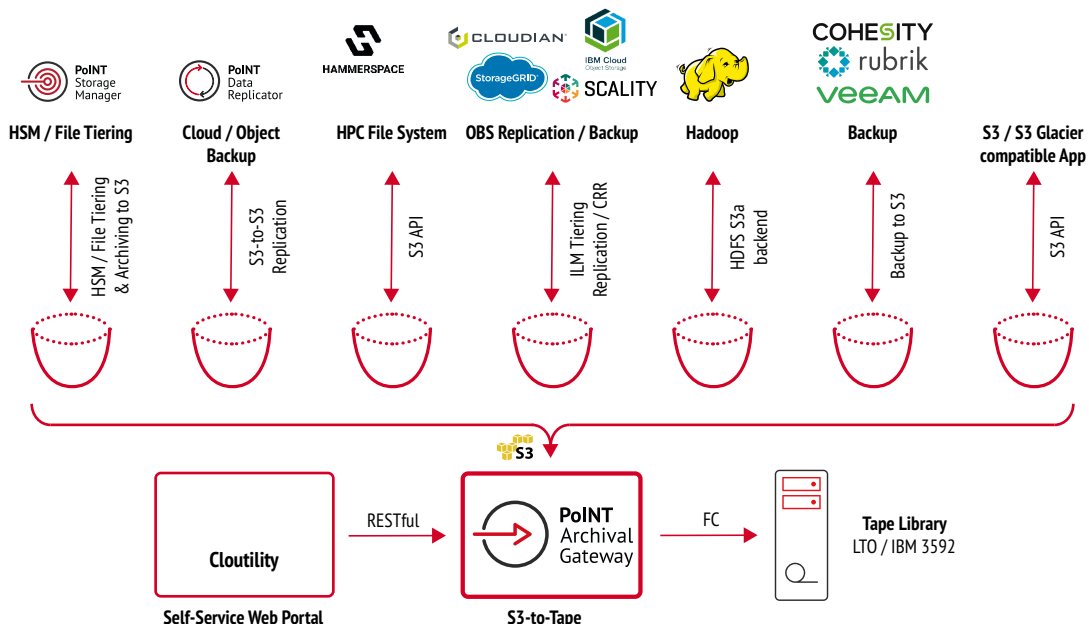 PoINT
Storage
Manager
HSM / File Tiering
PoINT
Data
Replicator
Cloud / Object
Backup
HAMMERSPACE
HPC File System
CLOUDIAN
IBM Cloud
Object Storage
StorageGRID
SCALITY
OBS Replication / Backup
Hadoop
COHESITY
rubrik
veeam
Backup
S3 / S3 Glacier
compatible App
HSM / File Tiering
& Archiving to S3
S3-to-S3
Replication
S3 API
ILM Tiering
Replication / CRR
HDFS S3a
backend
Backup to S3
S3 API
S3
Cloutility
Self-Service Web Portal
RESTful
PoINT
Archival
Gateway
S3-to-Tape
FC
Tape Library
LTO / IBM 3592